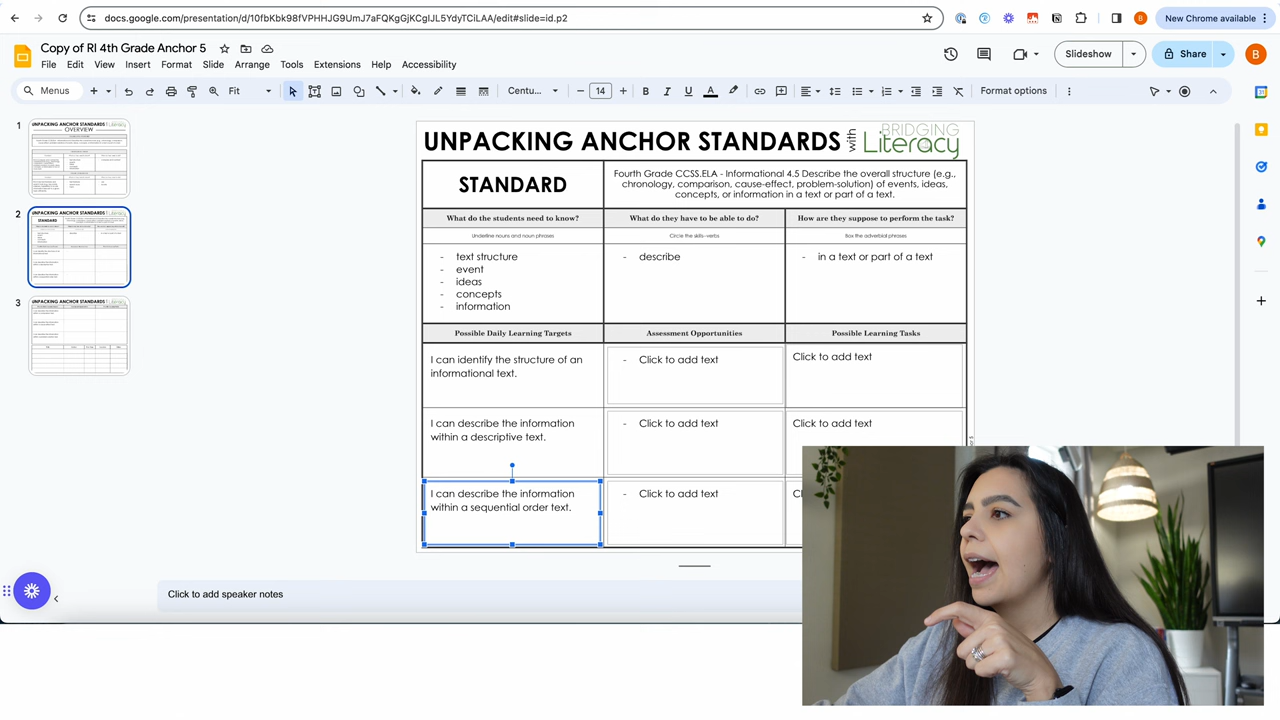 docs.google.com/presentation/d/10fbKbk98fVPHHJG9UmJ7aFQKgGjKCgIJL5YdyTCiLAA/edit#slide=id.p2
New Chrome available
Copy of RI 4th Grade Anchor 5
File Edit View Insert Format Slide Arrange Tools Extensions Help Accessibility
Slideshow
Share
B
Menus
Fit
Centu...
14
B I U A
Format options
1
UNPACKING ANCHOR STANDARDS
OVERVIEW
2
3
UNPACKING ANCHOR STANDARDS
UNPACKING ANCHOR STANDARDS with BRIDGING Literacy
STANDARD
Fourth Grade CCSS.ELA - Informational 4.5 Describe the overall structure (e.g.,
chronology, comparison, cause-effect, problem-solution) of events, ideas,
concepts, or information in a text or part of a text.
What do the students need to know?
What do they have to be able to do?
How are they suppose to perform the task?
Underline nouns and noun phrases
Circle the skills--verbs
Box the adverbial phrases
- text structure
- event
- ideas
- concepts
- information
- describe
- in a text or part of a text
Possible Daily Learning Targets
Assessment Opportunities
Possible Learning Tasks
I can identify the structure of an
informational text.
- Click to add text
Click to add text
I can describe the information
within a descriptive text.
- Click to add text
Click to add text
I can describe the information
within a sequential order text.
- Click to add text
Click to add speaker notes